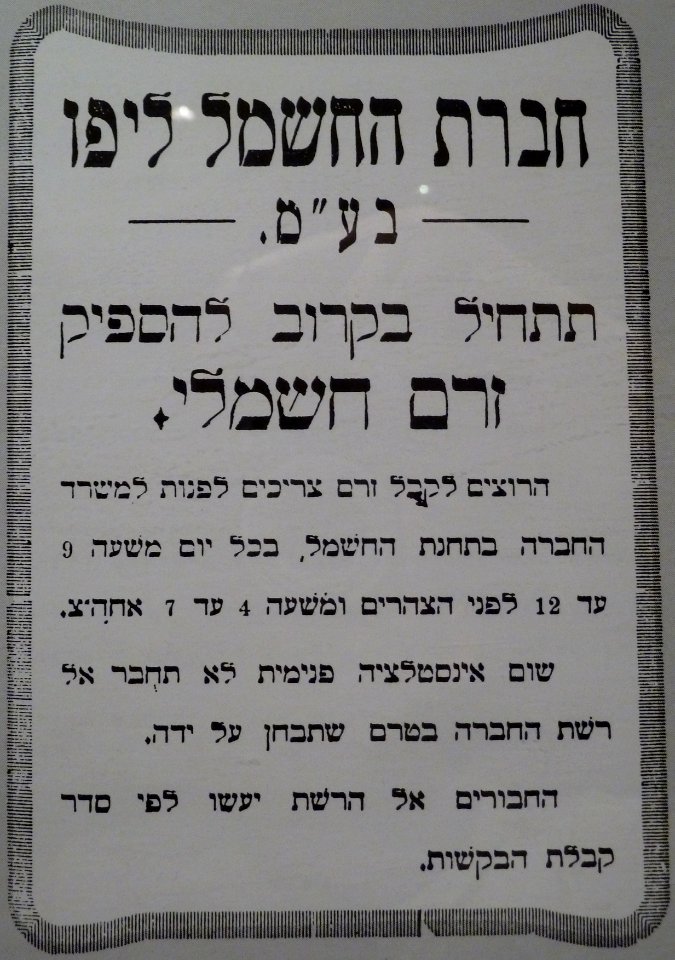 חברת החשמל ליפו
בע"מ.
תתחיל בקרוב להספיק
זרם חשמלי.
הרוצים לקבל זרם צריכים לפנות למשרד
החברה בתחנת החשמל, בכל יום משעה 9
עד 12 לפני הצהרים ומשעה 4 עד 7 אחה״צ.
שום אינסטלציה פנימית לא תחבר אל
רשת החברה בטרם שתבחן על ידה.
החבורים אל הרשת יעשו לפי סדר
קבלת הבקשות.